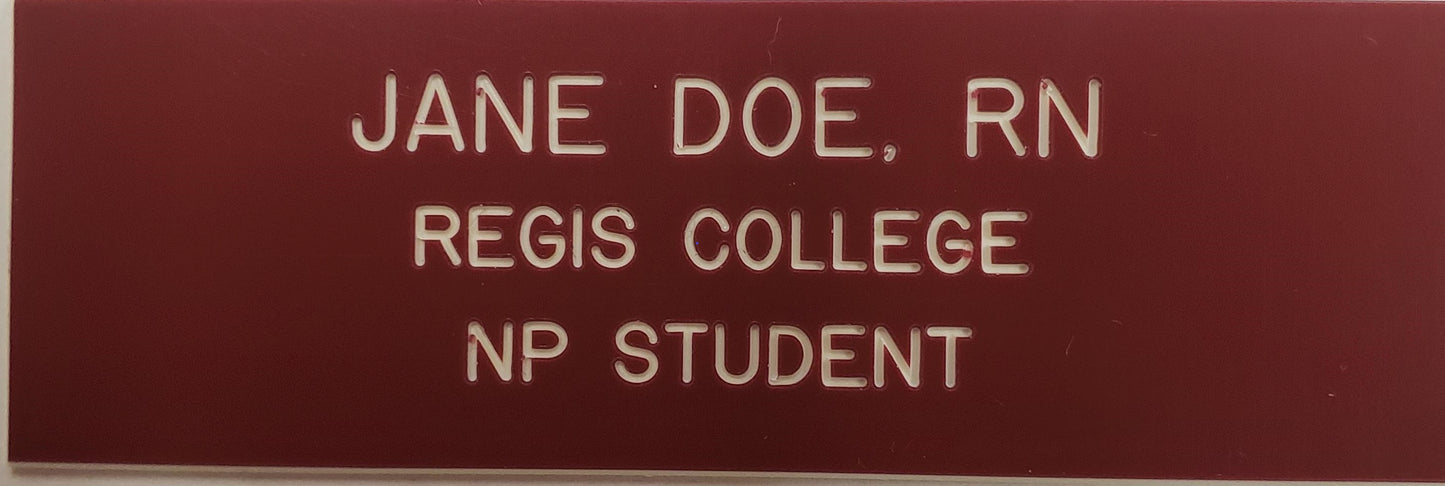 JANE DOE, RN
REGIS COLLEGE
NP STUDENT